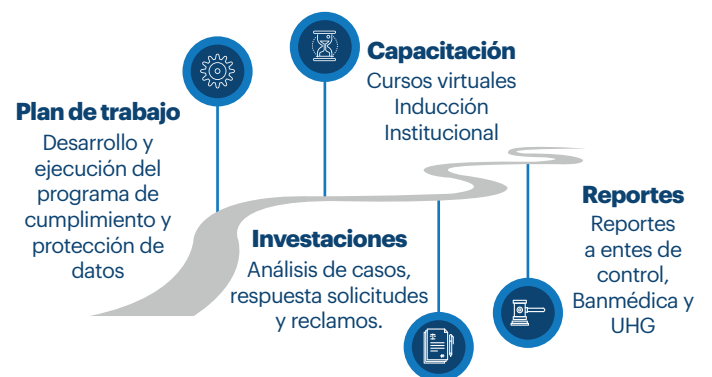 Plan de trabajo
Desarrollo y
ejecución del
programa de
cumplimiento y
protección de
datos
Capacitación
Cursos virtuales
Inducción
Institucional
Investaciones
Análisis de casos,
respuesta solicitudes
y reclamos.
Reportes
Reportes
a entes de
control,
Banmédica y
UHG